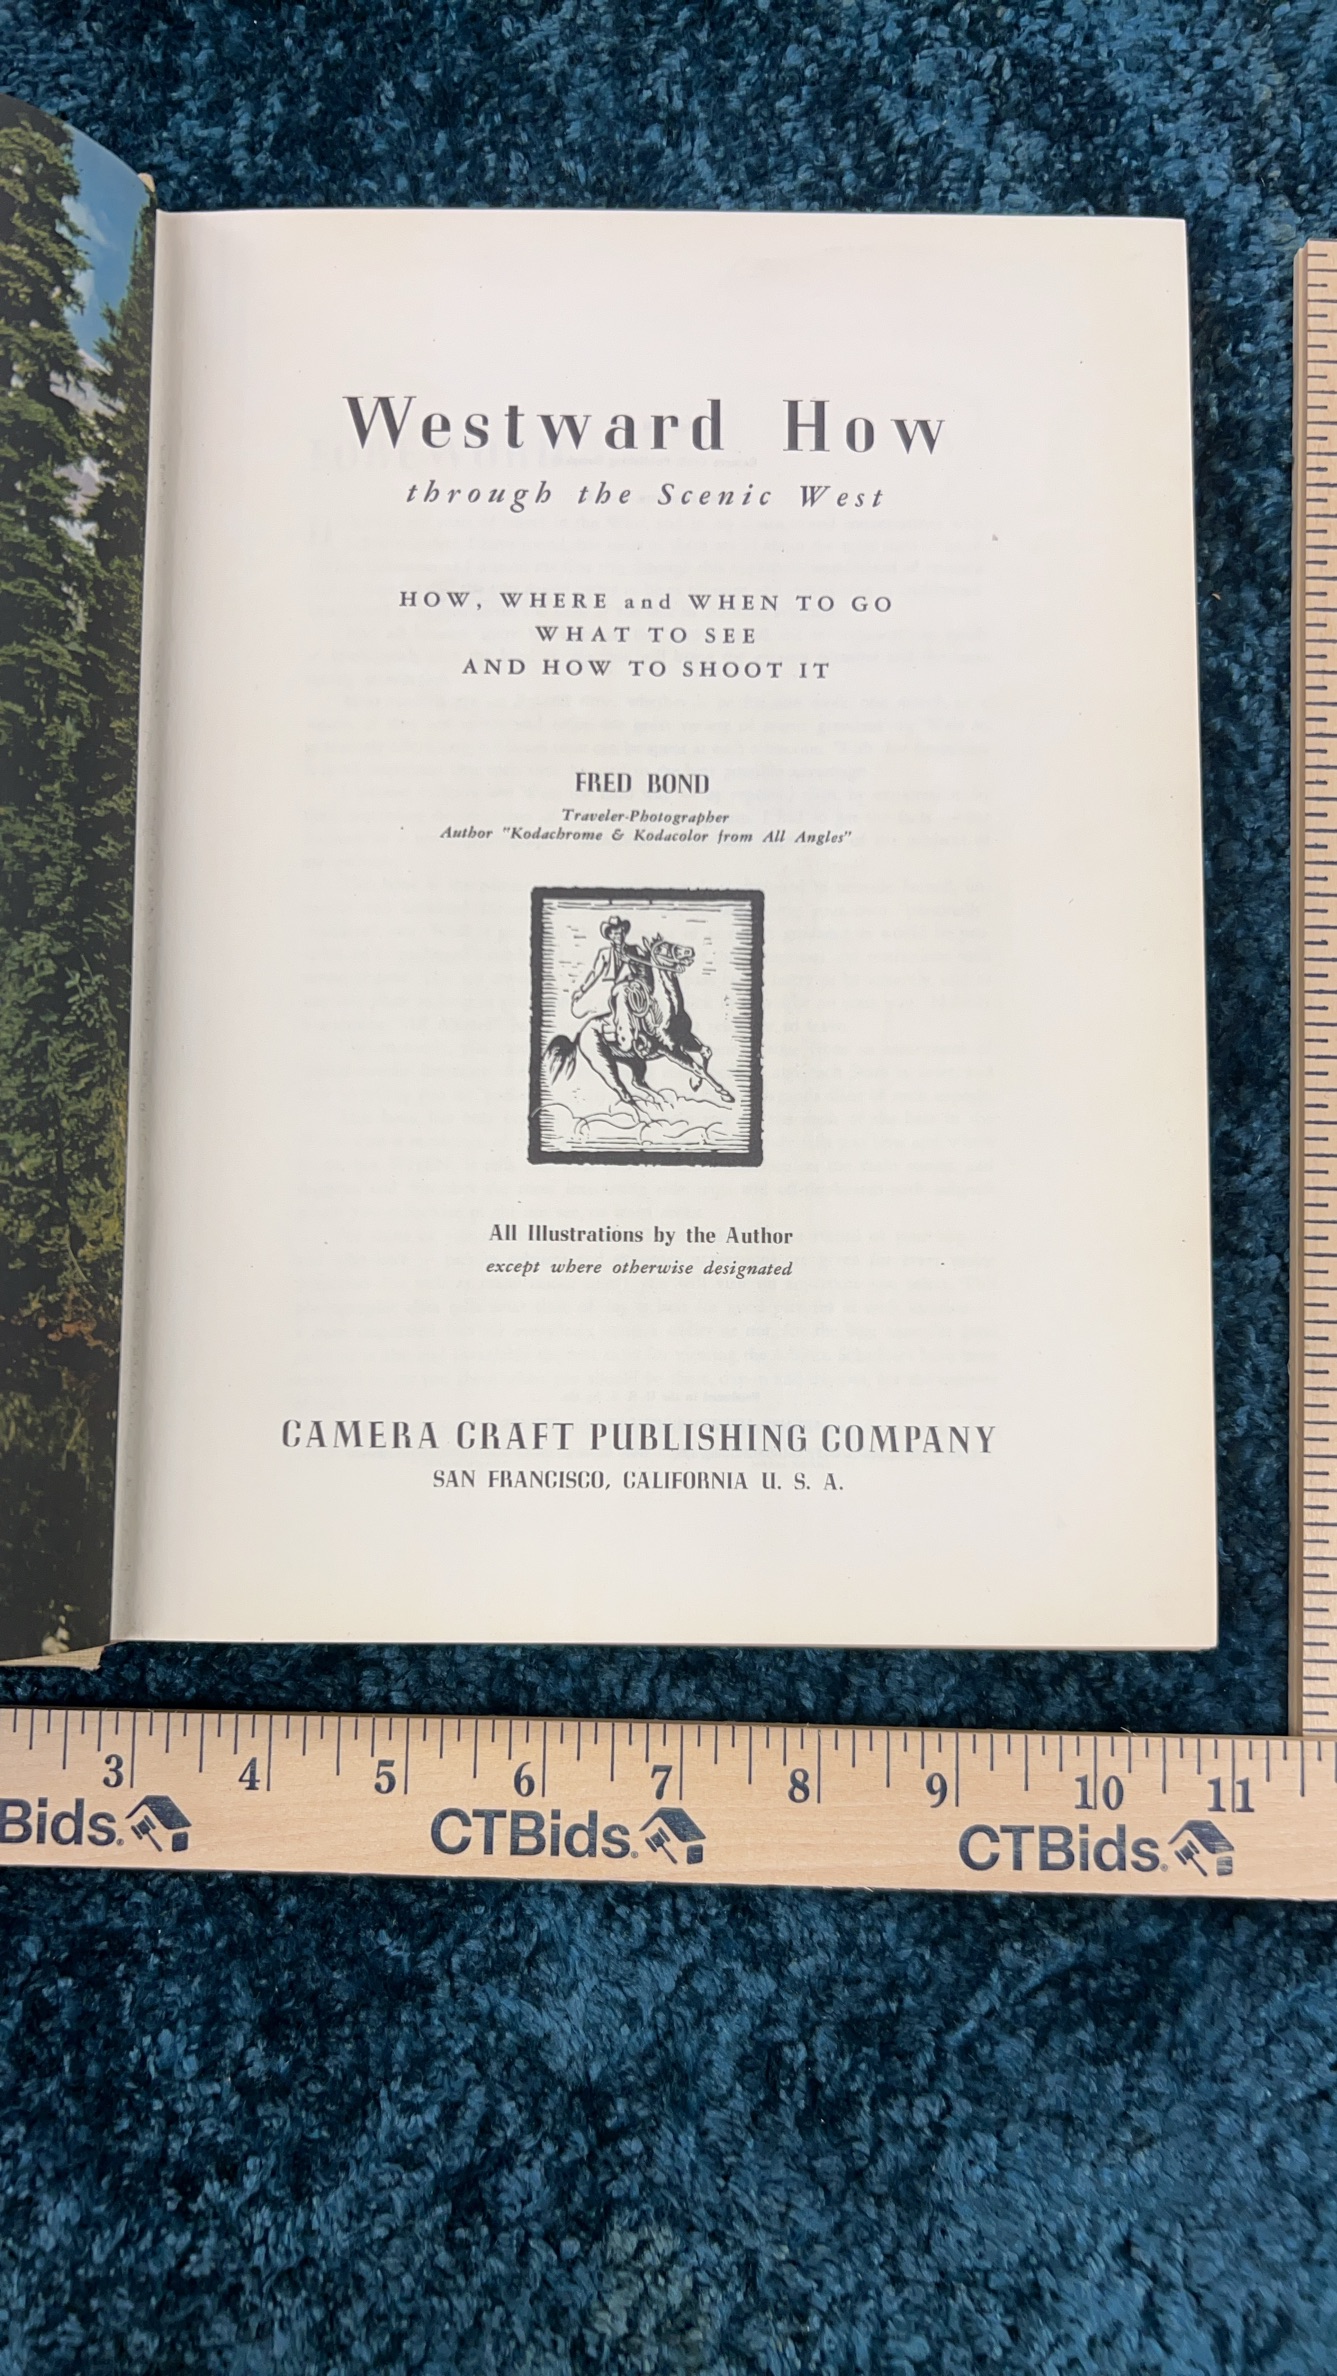 Westward How
through the Scenic West
HOW, WHERE and WHEN TO GO
WHAT TO SEE
AND HOW TO SHOOT IT
FRED BOND
Traveler-Photographer
Author "Kodachrome & Kodacolor from All Angles"
All Illustrations by the Author
except where otherwise designated
CAMERA CRAFT PUBLISHING COMPANY
SAN FRANCISCO, CALIFORNIA U. S. A.
3 4 5 6 7 8 9 10 11
Bids. CTBids. CTBids.